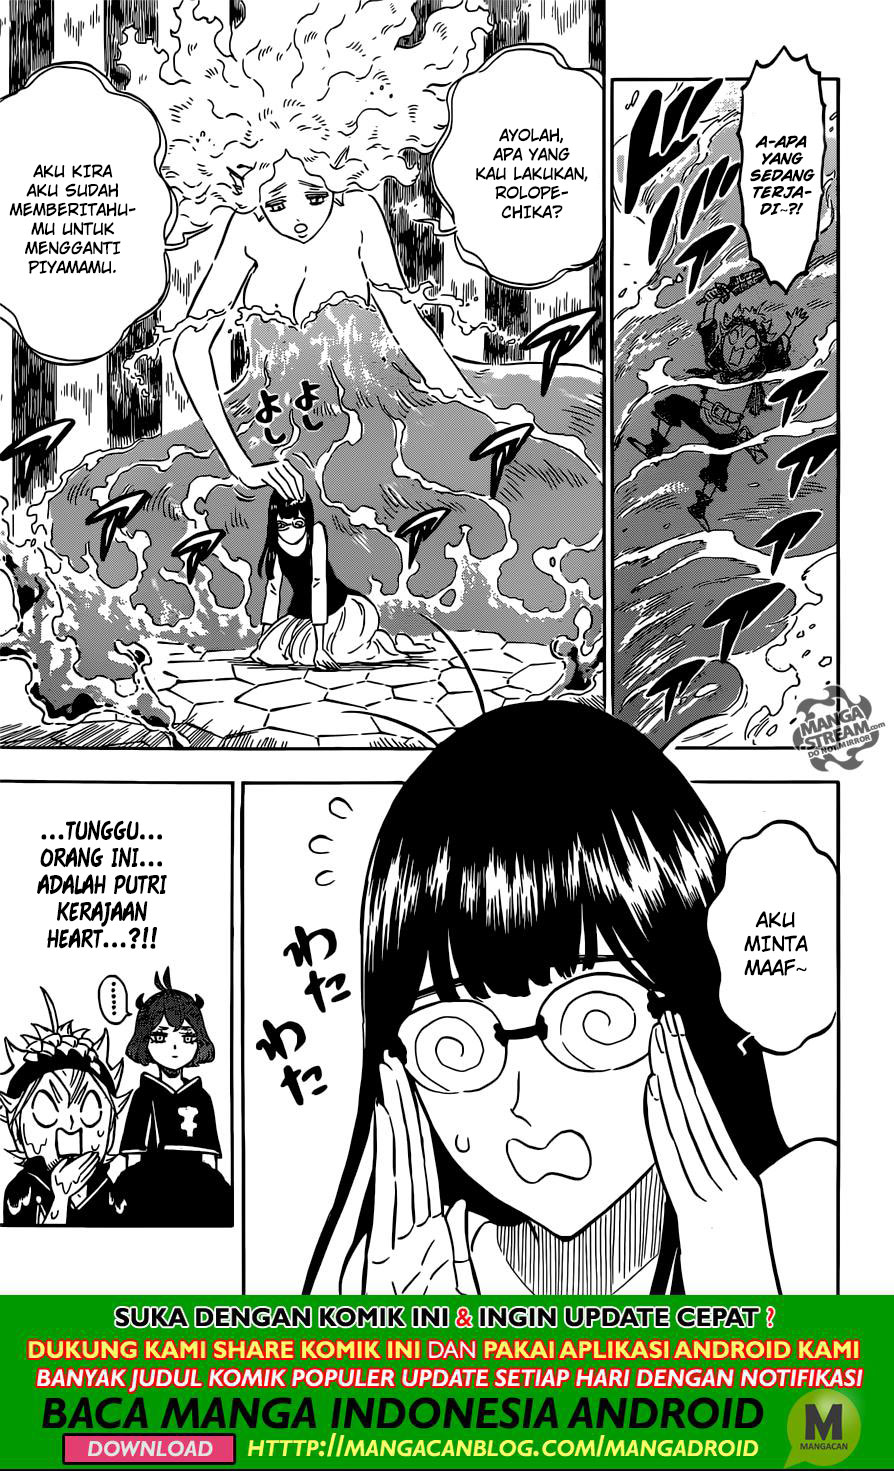 A-APA
YANG
SEDANG
TERJA-
DI~?!
AYOLAH,
APA YANG
KAU LAKUKAN,
ROLOPE-
CHIKA?
AKU KIRA
AKU SUDAH
MEMBERITAHU-
MU UNTUK
MENGGANTI
PIYAMAMU.
よしよし
MANGA
STREAM.com
DO NOT MIRROR
AKU
MINTA
MAAF~
わたわた
...TUNGGU...
ORANG INI...
ADALAH PUTRI
KERAJAAN
HEART...?!!
......
SUKA DENGAN KOMIK INI & INGIN UPDATE CEPAT ?
DUKUNG KAMI SHARE KOMIK INI DAN PAKAI APLIKASI ANDROID KAMI
BANYAK JUDUL KOMIK POPULER UPDATE SETIAP HARI DENGAN NOTIFIKASI
BACA MANGA INDONESIA ANDROID
M
MANGACAN
DOWNLOAD HTTTP://MANGACANBLOG.COM/MANGADROID